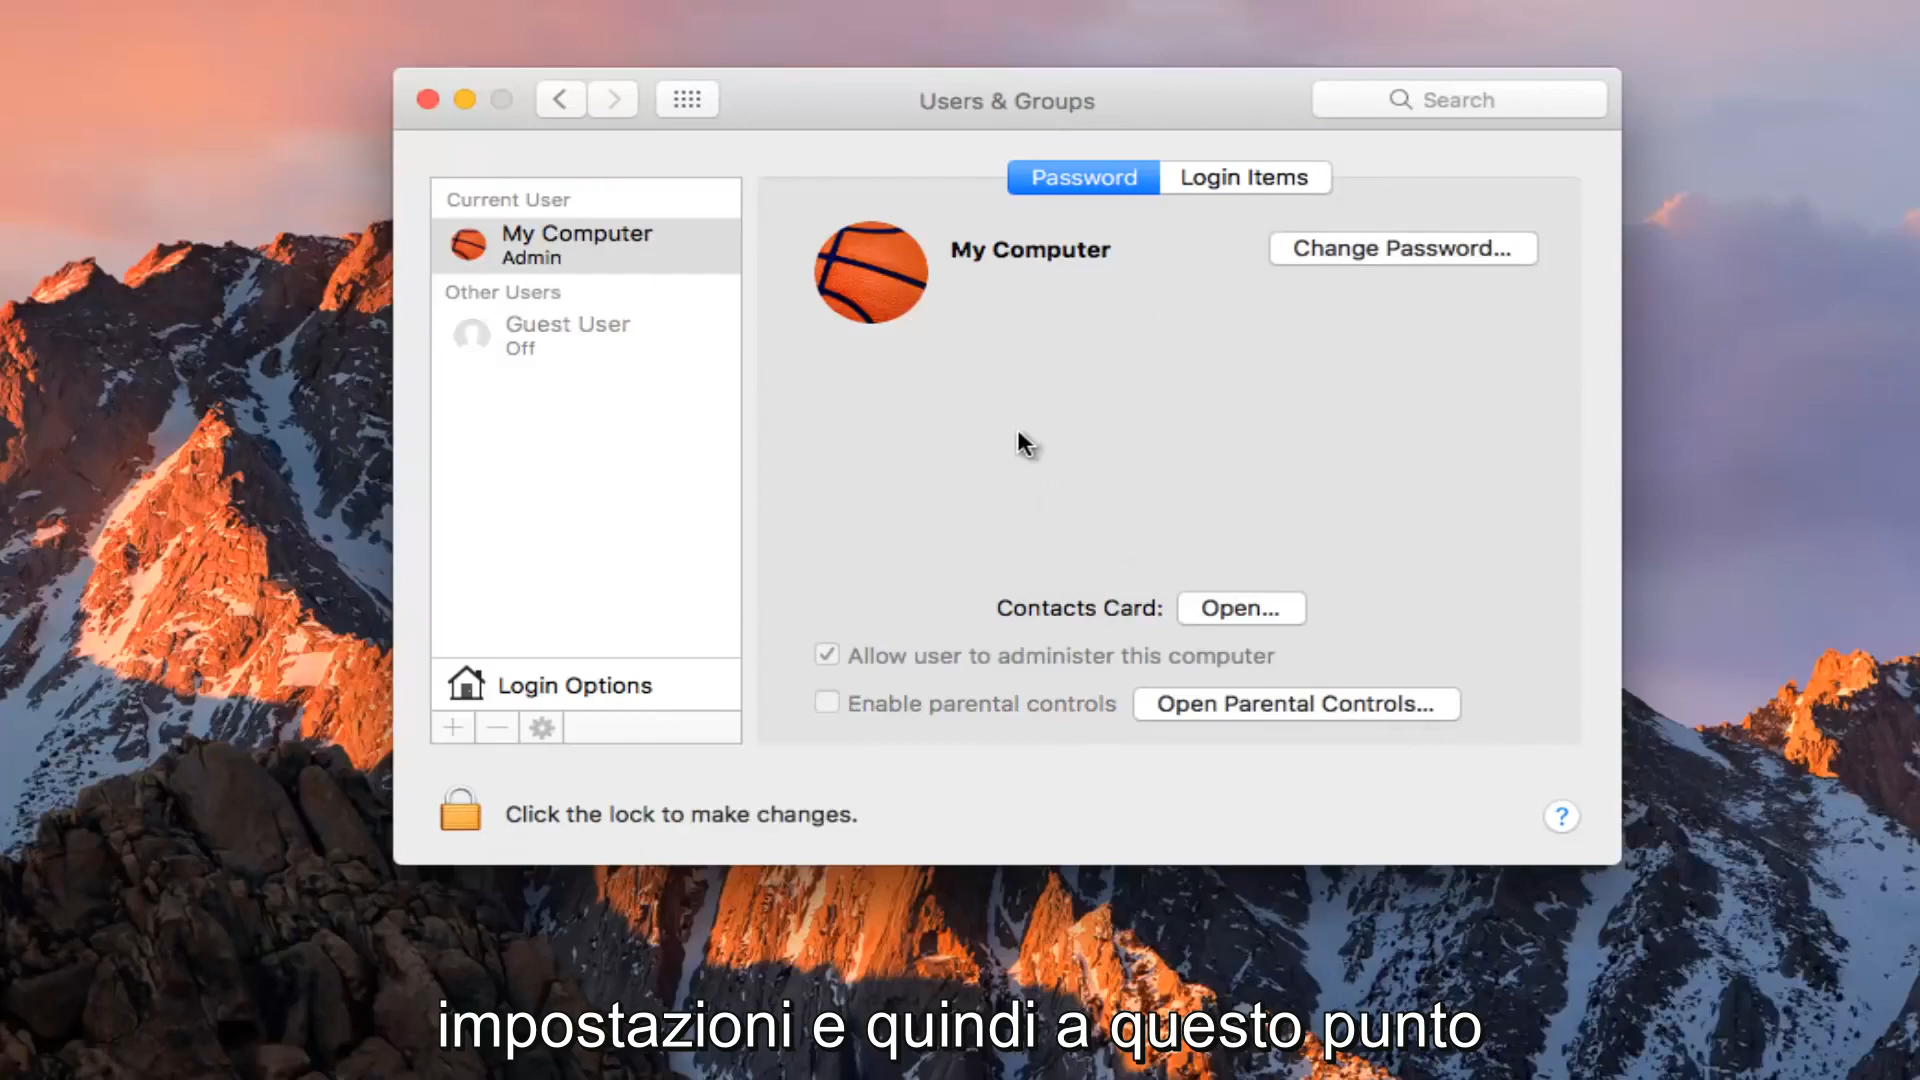 Users & Groups
Search
Password
Login Items
Current User
My Computer
Admin
Other Users
Guest User
Off
Login Options
My Computer
Change Password...
Contacts Card:
Open...
Allow user to administer this computer
Enable parental controls
Open Parental Controls...
Click the lock to make changes.
?
impostazioni e quindi a questo punto